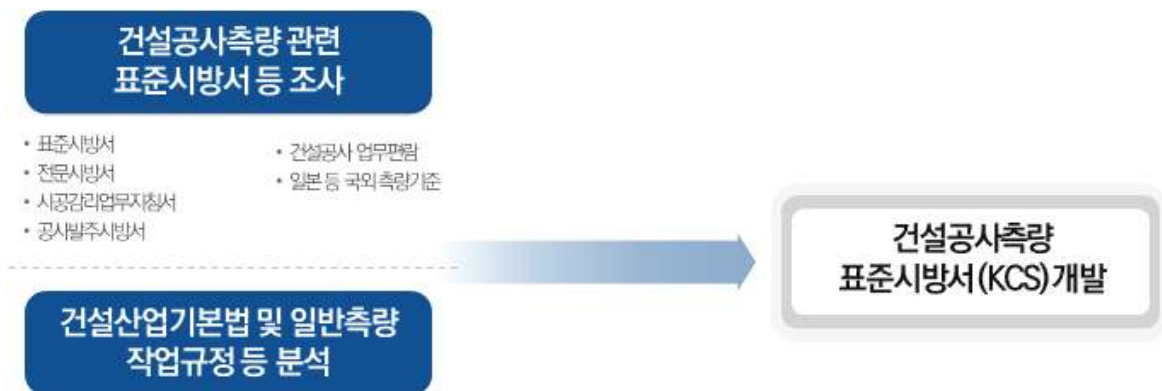 건설공사측량 관련
표준시방서 등 조사
• 표준시방서
• 전문시방서
• 시공감리업무지침서
• 공사발주시방서
• 건설공사 업무편람
• 일본 등 국외 측량기준
건설산업기본법 및 일반측량
작업규정 등 분석
건설공사측량
표준시방서(KCS) 개발